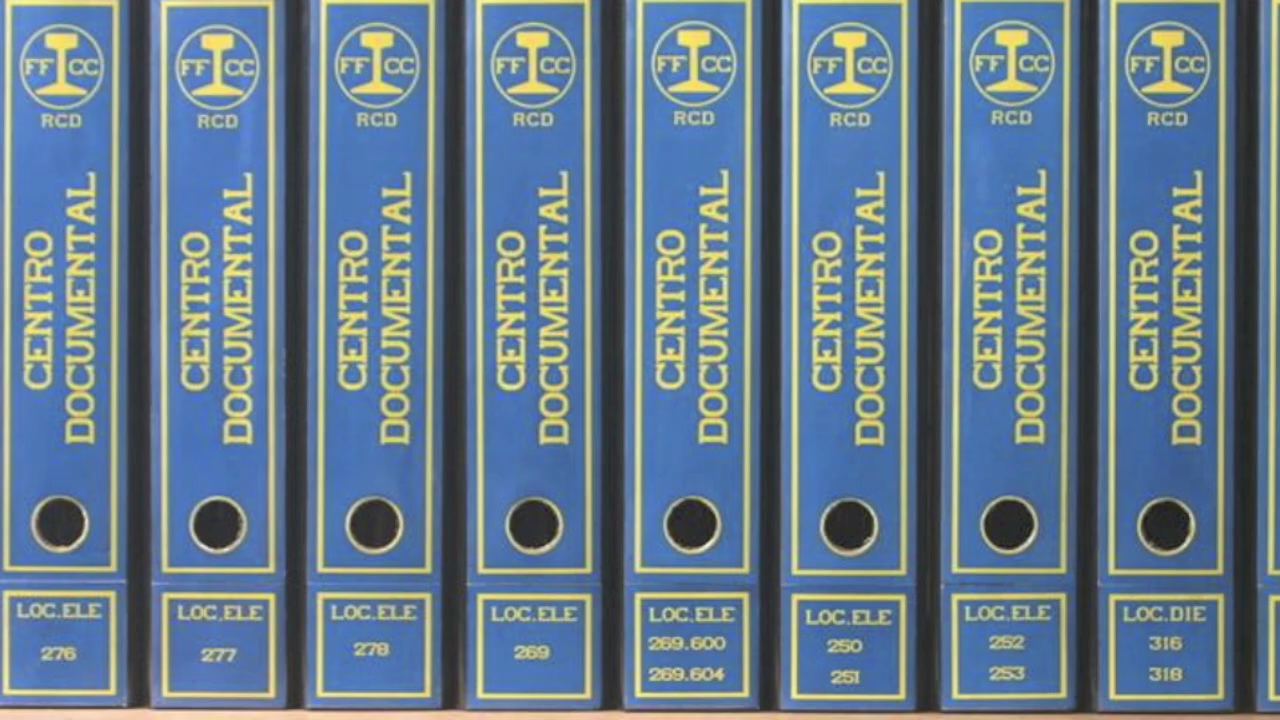 FF CC
RCD
CENTRO
DOCUMENTAL
LOC.ELE
276
FF CC
RCD
CENTRO
DOCUMENTAL
LOC.ELE
277
FF CC
RCD
CENTRO
DOCUMENTAL
LOC.ELE
278
FF CC
RCD
CENTRO
DOCUMENTAL
LOC.ELE
269
FF CC
RCD
CENTRO
DOCUMENTAL
LOC.ELE
269.600
269.604
FF CC
RCD
CENTRO
DOCUMENTAL
LOC.ELE
250
251
FF CC
RCD
CENTRO
DOCUMENTAL
LOC.ELE
252
253
FF CC
RCD
CENTRO
DOCUMENTAL
LOC.DIE
316
318